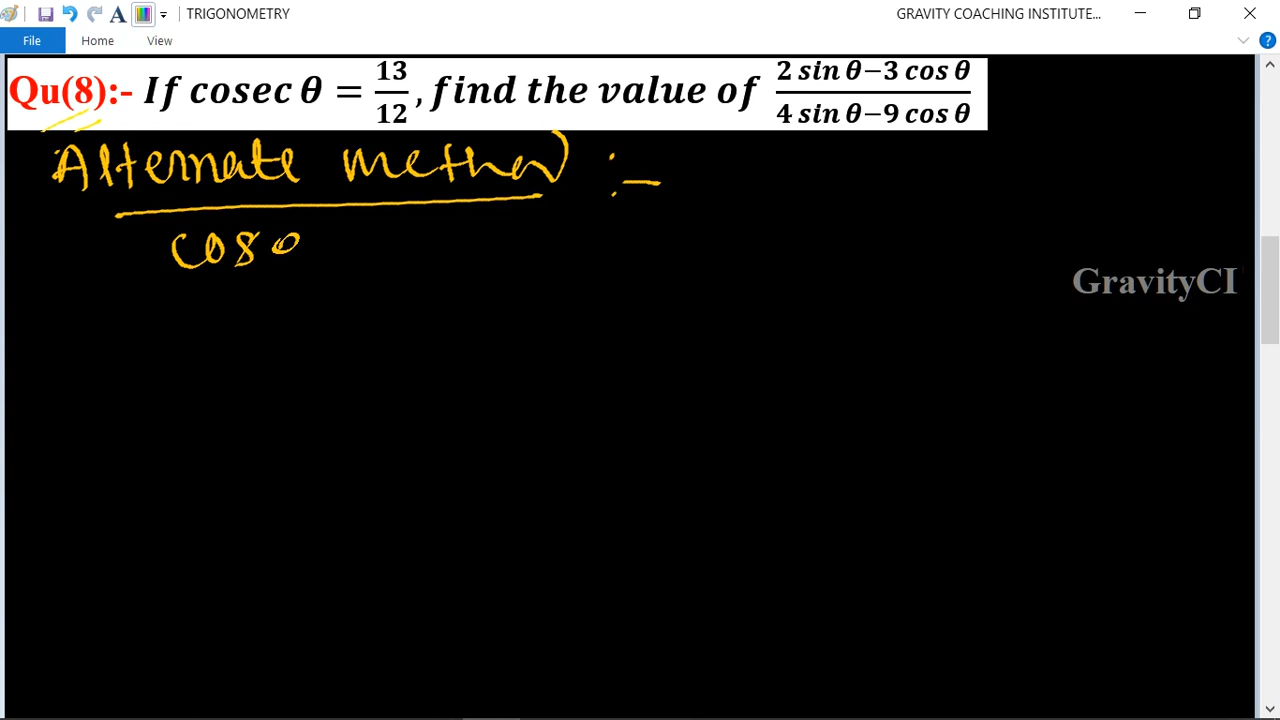 TRIGONOMETRY
GRAVITY COACHING INSTITUTE...
File Home View
Qu(8):- If cosec θ = 13/12, find the value of (2 sin θ−3 cos θ)/(4 sin θ−9 cos θ)
Alternate method :-
cos
GravityCI